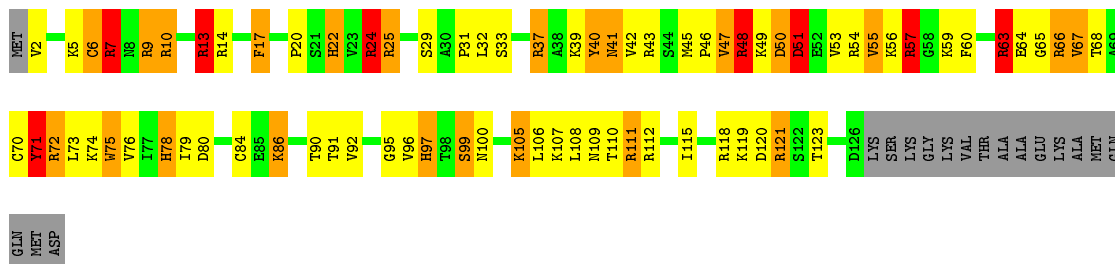 MET V2 K5 C6 R7 N8 R9 R10 R13 R14 F17 P20 S21 H22 V23 R24 R25 S29 A30 P31 L32 S33 R37 A38 K39 Y40 N41 V42 R43 S44 M45 P46 V47 R48 K49 D50 D51 E52 V53 R54 V55 K56 R57 G58 K59 F60 R63 E64 G65 R66 V67 T68 A69
C70 Y71 R72 L73 K74 W75 V76 I77 H78 I79 D80 C84 E85 K86 T90 T91 V92 G95 V96 H97 T98 S99 N100 K105 L106 K107 L108 N109 T110 R111 R112 I115 R118 K119 D120 R121 S122 T123 D126 LYS SER LYS GLY LYS VAL THR ALA ALA GLU LYS ALA MET GLN
GLN MET ASP